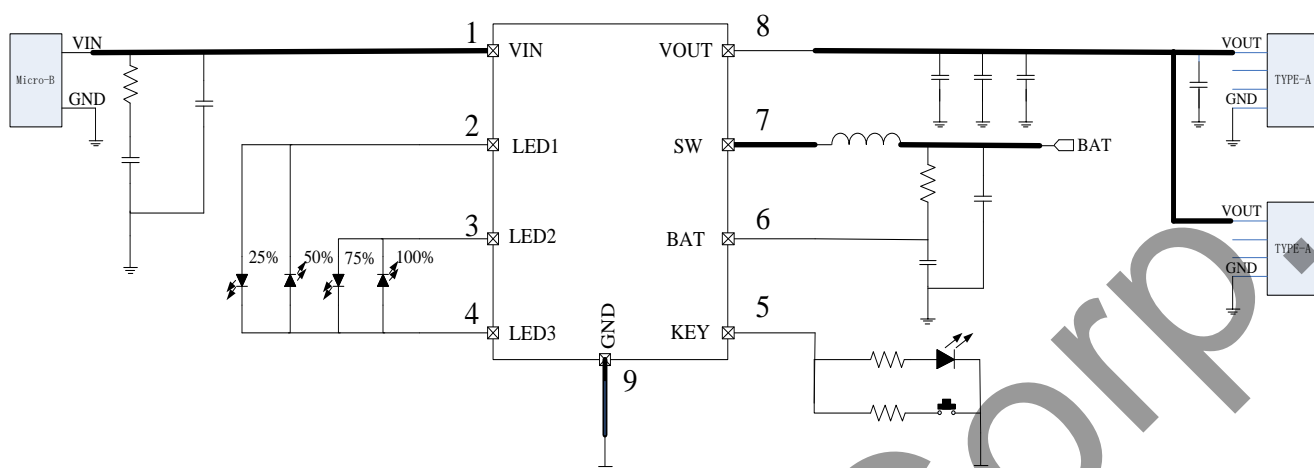 1
8
VIN
VIN
VOUT
VOUT
Micro-B
TYPE-A
GND
GND
2
7
LED1
SW
BAT
3
6
VOUT
LED2
BAT
TYPE-A
25%
50%
75%
100%
GND
4
5
LED3
GND
KEY
9
Corp.